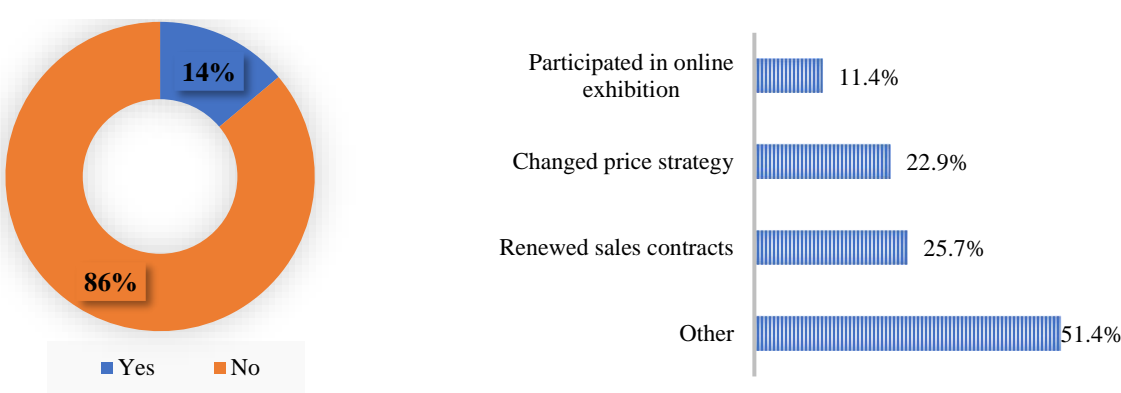 14%
86%
Yes
No
Participated in online
exhibition
11.4%
Changed price strategy
22.9%
Renewed sales contracts
25.7%
Other
51.4%